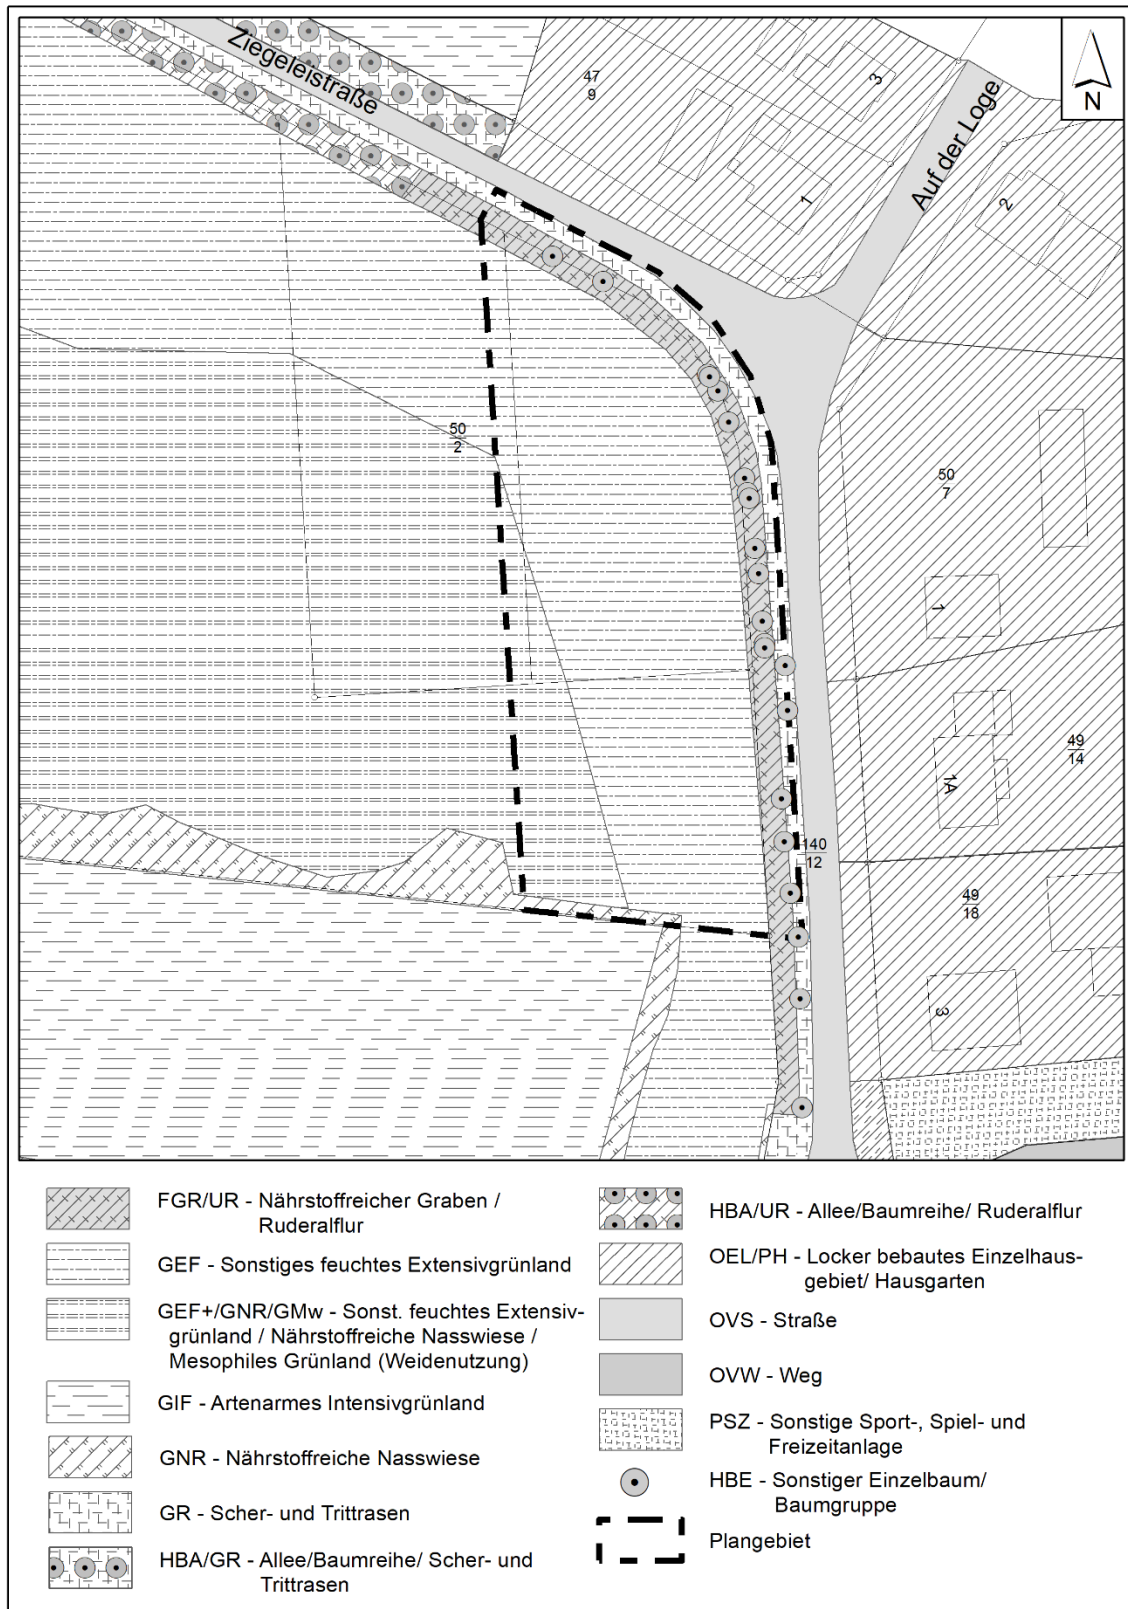 Ziegeleistraße
47
9
3
Auf der Loge
N
1
2
50
2
50
7
1
49
14
1A
140
12
49
18
3
FGR/UR - Nährstoffreicher Graben /
Ruderalflur
GEF - Sonstiges feuchtes Extensivgrünland
GEF+/GNR/GMw - Sonst. feuchtes Extensiv-
grünland / Nährstoffreiche Nasswiese /
Mesophiles Grünland (Weidenutzung)
GIF - Artenarmes Intensivgrünland
GNR - Nährstoffreiche Nasswiese
GR - Scher- und Trittrasen
HBA/GR - Allee/Baumreihe/ Scher- und
Trittrasen
HBA/UR - Allee/Baumreihe/ Ruderalflur
OEL/PH - Locker bebautes Einzelhaus-
gebiet/ Hausgarten
OVS - Straße
OVW - Weg
PSZ - Sonstige Sport-, Spiel- und
Freizeitanlage
HBE - Sonstiger Einzelbaum/
Baumgruppe
Plangebiet